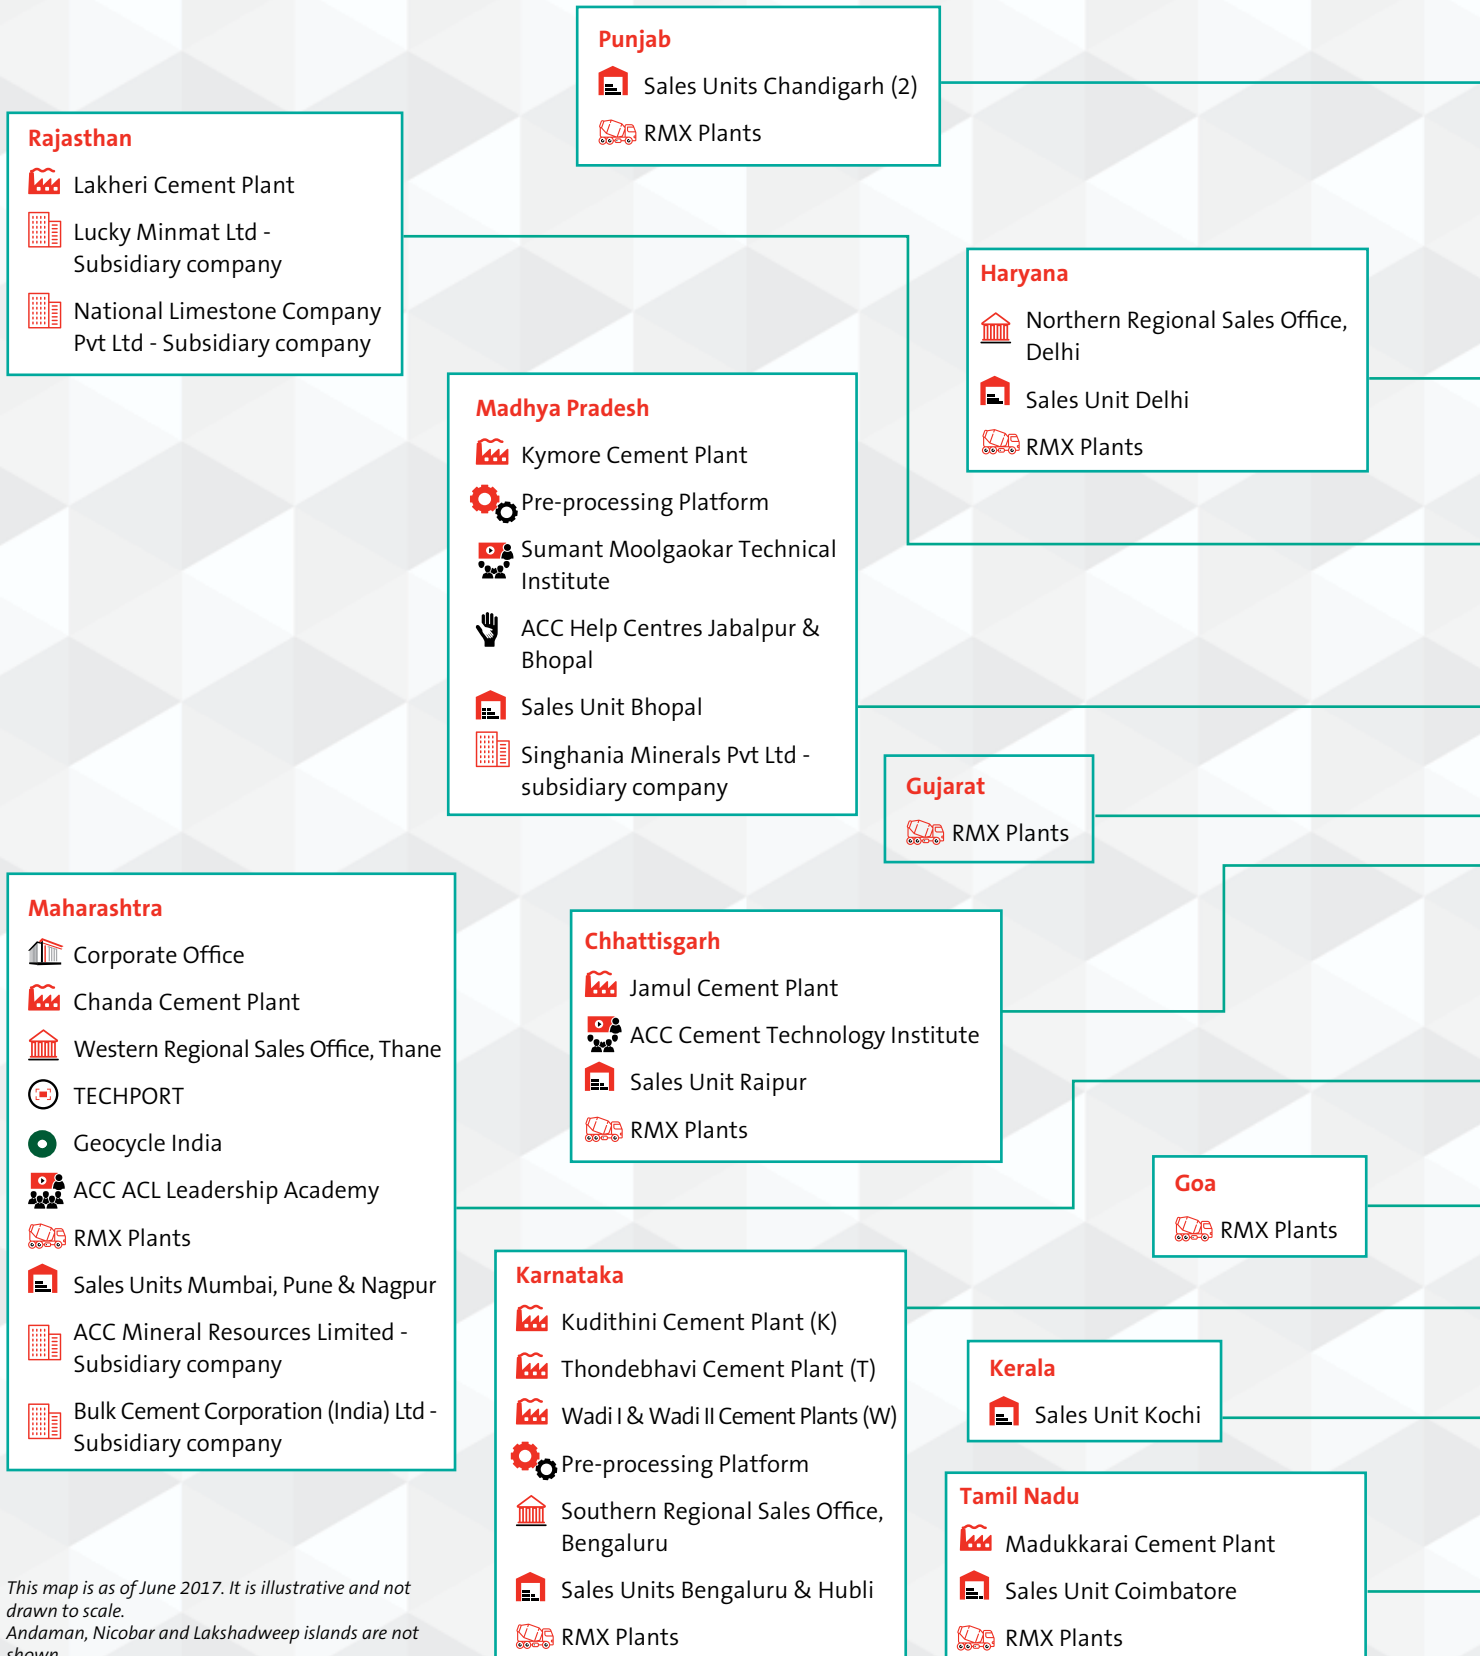 Punjab
Sales Units Chandigarh (2)
RMX Plants
Rajasthan
Lakheri Cement Plant
Lucky Minmat Ltd -
Subsidiary company
National Limestone Company
Pvt Ltd - Subsidiary company
Haryana
Northern Regional Sales Office,
Delhi
Sales Unit Delhi
RMX Plants
Madhya Pradesh
Kymore Cement Plant
Pre-processing Platform
Sumant Moolgaokar Technical
Institute
ACC Help Centres Jabalpur &
Bhopal
Sales Unit Bhopal
Singhania Minerals Pvt Ltd -
subsidiary company
Gujarat
RMX Plants
Maharashtra
Corporate Office
Chanda Cement Plant
Western Regional Sales Office, Thane
TECHPORT
Geocycle India
ACC ACL Leadership Academy
RMX Plants
Sales Units Mumbai, Pune & Nagpur
ACC Mineral Resources Limited -
Subsidiary company
Bulk Cement Corporation (India) Ltd -
Subsidiary company
Chhattisgarh
Jamul Cement Plant
ACC Cement Technology Institute
Sales Unit Raipur
RMX Plants
Goa
RMX Plants
Karnataka
Kudithini Cement Plant (K)
Thondebhavi Cement Plant (T)
Wadi I & Wadi II Cement Plants (W)
Pre-processing Platform
Southern Regional Sales Office,
Bengaluru
Sales Units Bengaluru & Hubli
RMX Plants
Kerala
Sales Unit Kochi
Tamil Nadu
Madukkarai Cement Plant
Sales Unit Coimbatore
RMX Plants
This map is as of June 2017. It is illustrative and not
drawn to scale.
Andaman, Nicobar and Lakshadweep islands are not
shown